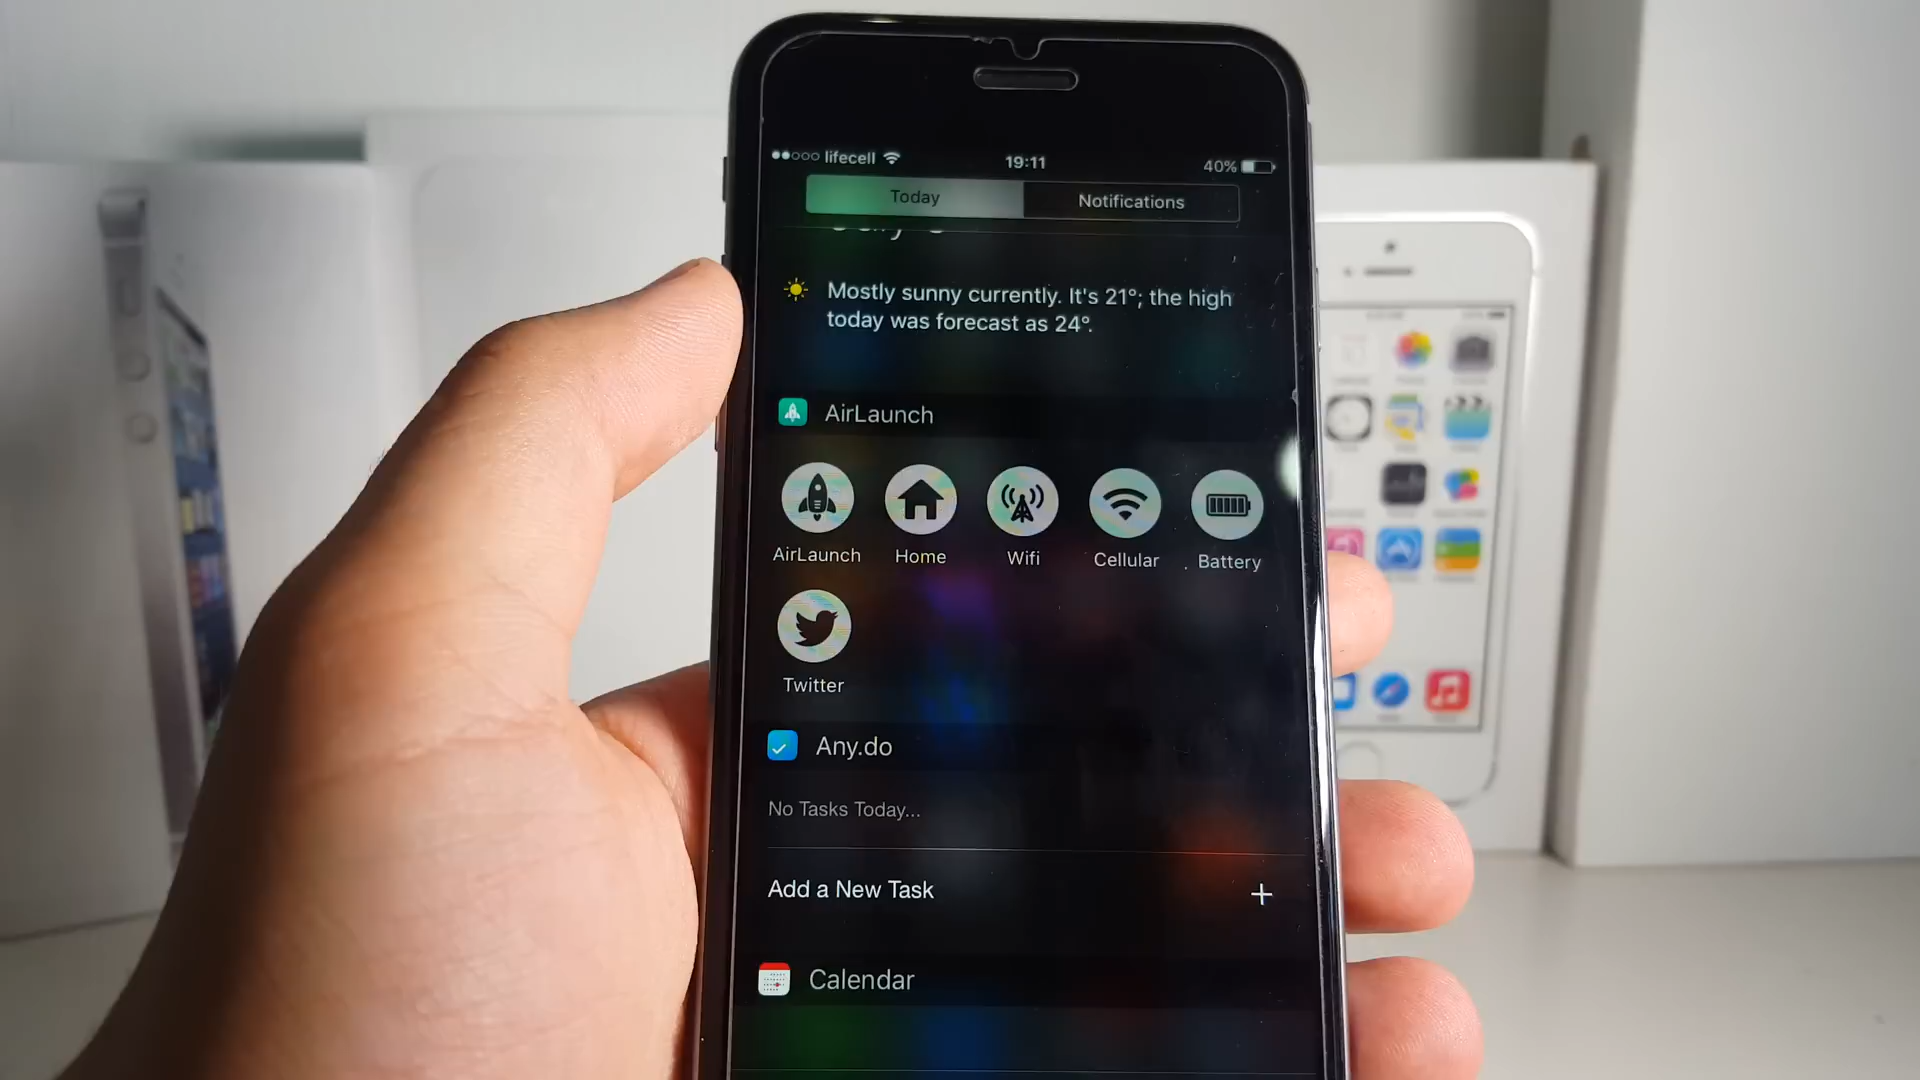 lifecell 19:11 40%
Today Notifications
Mostly sunny currently. It's 21°; the high
today was forecast as 24°.
AirLaunch
AirLaunch Home Wifi Cellular Battery
Twitter
Any.do
No Tasks Today...
Add a New Task +
Calendar